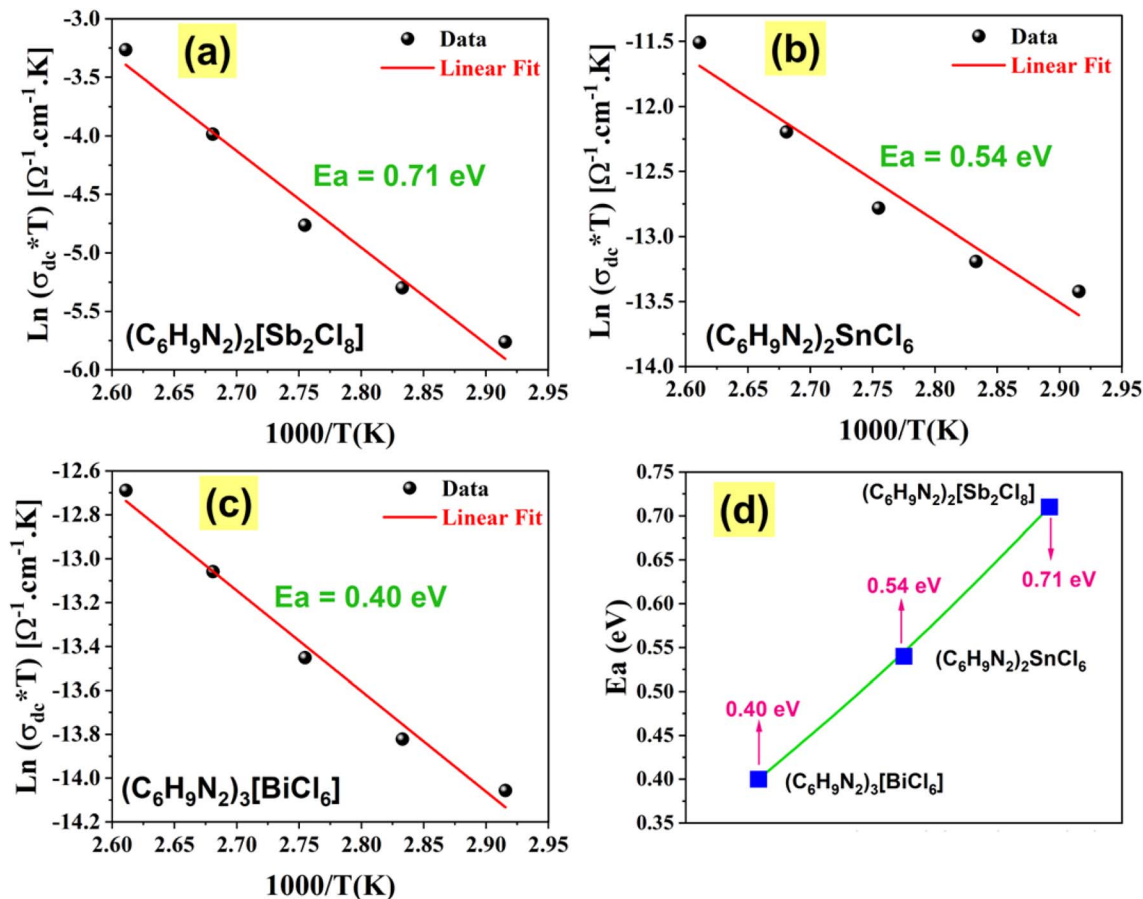 (a)
Data
Linear Fit
Ea = 0.71 eV
(C₆H₉N₂)₂[Sb₂Cl₈]
Ln (σdc*T) [Ω⁻¹.cm⁻¹.K]
-3.0
-3.5
-4.0
-4.5
-5.0
-5.5
-6.0
2.60 2.65 2.70 2.75 2.80 2.85 2.90 2.95
1000/T(K)
(b)
Data
Linear Fit
Ea = 0.54 eV
(C₆H₉N₂)₂SnCl₆
Ln (σdc*T) [Ω⁻¹.cm⁻¹.K]
-11.5
-12.0
-12.5
-13.0
-13.5
-14.0
2.60 2.65 2.70 2.75 2.80 2.85 2.90 2.95
1000/T(K)
(c)
Data
Linear Fit
Ea = 0.40 eV
(C₆H₉N₂)₃[BiCl₆]
Ln (σdc*T) [Ω⁻¹.cm⁻¹.K]
-12.6
-12.8
-13.0
-13.2
-13.4
-13.6
-13.8
-14.0
-14.2
2.60 2.65 2.70 2.75 2.80 2.85 2.90 2.95
1000/T(K)
(d)
Ea (eV)
0.75
0.70
0.65
0.60
0.55
0.50
0.45
0.40
0.35
(C₆H₉N₂)₂[Sb₂Cl₈]
0.71 eV
0.54 eV
(C₆H₉N₂)₂SnCl₆
0.40 eV
(C₆H₉N₂)₃[BiCl₆]